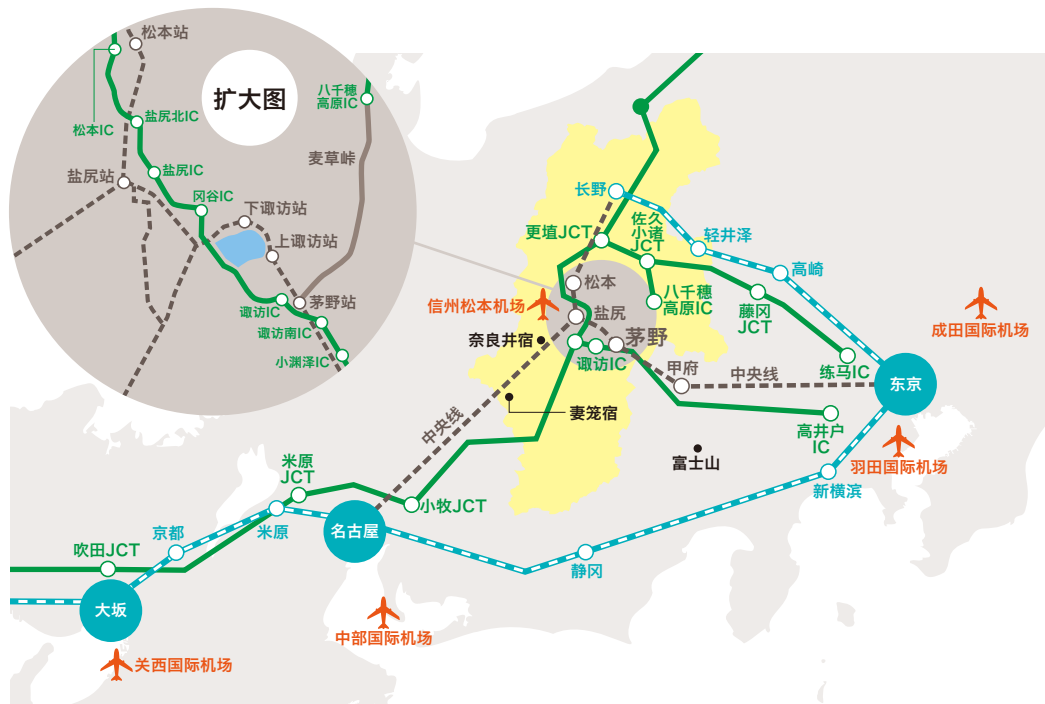 松本站
扩大图
八千穗
高原IC
盐尻北IC
松本IC
麦草峠
盐尻IC
盐尻站
冈谷IC
下诹访站
上诹访站
茅野站
诹访IC
诹访南IC
小渊泽IC
长野
佐久
小诸
JCT
更埴JCT
轻井泽
高崎
松本
八千穗
高原IC
信州松本机场
盐尻
藤冈
JCT
成田国际机场
奈良井宿
茅野
诹访IC
甲府
中央线
练马IC
东京
妻笼宿
中央线
高井户
IC
富士山
羽田国际机场
米原
JCT
新横滨
小牧JCT
京都
米原
名古屋
吹田JCT
静冈
大坂
中部国际机场
关西国际机场